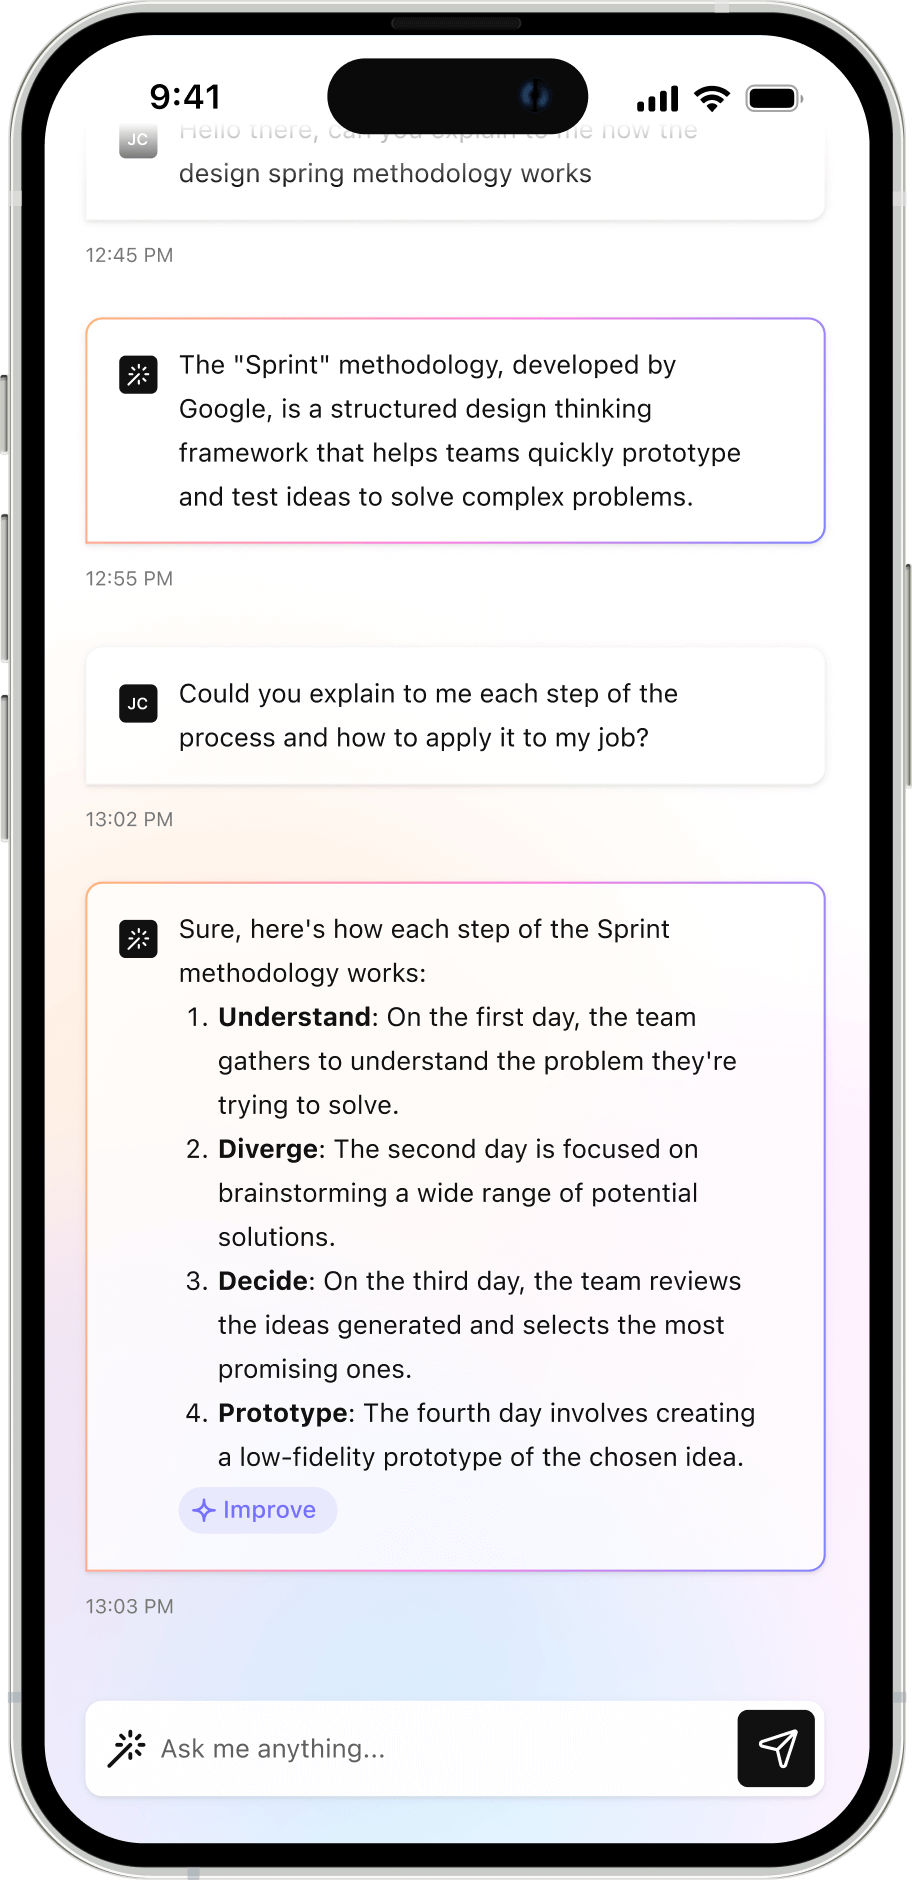 9:41
JC
Hello there, can you explain to me how the
design spring methodology works
12:45 PM
The "Sprint" methodology, developed by
Google, is a structured design thinking
framework that helps teams quickly prototype
and test ideas to solve complex problems.
12:55 PM
JC
Could you explain to me each step of the
process and how to apply it to my job?
13:02 PM
Sure, here's how each step of the Sprint
methodology works:
1. Understand: On the first day, the team
gathers to understand the problem they're
trying to solve.
2. Diverge: The second day is focused on
brainstorming a wide range of potential
solutions.
3. Decide: On the third day, the team reviews
the ideas generated and selects the most
promising ones.
4. Prototype: The fourth day involves creating
a low-fidelity prototype of the chosen idea.
Improve
13:03 PM
Ask me anything...